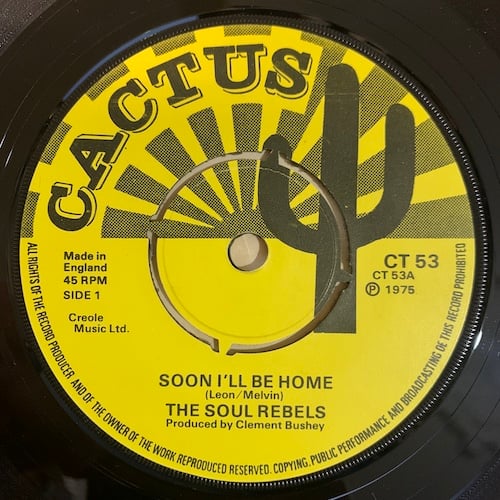 CACTUS
Made in
England
45 RPM
SIDE 1
Creole
Music Ltd.
CT 53
CT 53A
Ⓟ 1975
SOON I'LL BE HOME
(Leon/Melvin)
THE SOUL REBELS
Produced by Clement Bushey
ALL RIGHTS OF THE RECORD PRODUCER AND OF THE OWNER OF THE WORK REPRODUCED RESERVED. COPYING, PUBLIC PERFORMANCE AND BROADCASTING OE THIS RECORD PROHIBITED